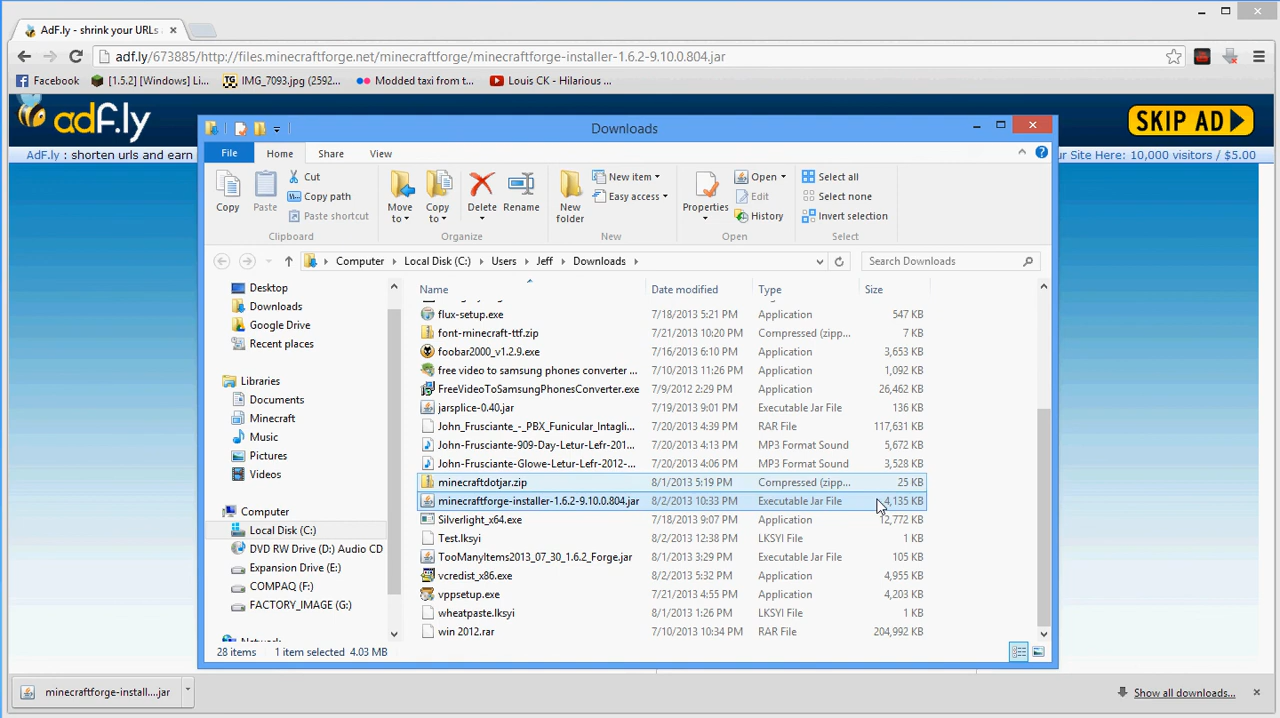 AdF.ly - shrink your URLs
adf.ly/673885/http://files.minecraftforge.net/minecraftforge/minecraftforge-installer-1.6.2-9.10.0.804.jar
Facebook [1.5.2] [Windows] Li... TG IMG_7093.jpg (2592... Modded taxi from t... Louis CK - Hilarious ...
adf.ly
SKIP AD
AdF.ly : shorten urls and earn
ur Site Here: 10,000 visitors / $5.00
Downloads
File Home Share View
Copy Paste Cut Copy path Paste shortcut
Move to Copy to Delete Rename
New folder New item Easy access
Properties Open Edit History
Select all Select none Invert selection
Clipboard Organize New Open Select
Computer Local Disk (C:) Users Jeff Downloads
Search Downloads
Desktop
Downloads
Google Drive
Recent places
Libraries
Documents
Minecraft
Music
Pictures
Videos
Computer
Local Disk (C:)
DVD RW Drive (D:) Audio CD
Expansion Drive (E:)
COMPAQ (F:)
FACTORY_IMAGE (G:)
Name Date modified Type Size
flux-setup.exe 7/18/2013 5:21 PM Application 547 KB
font-minecraft-ttf.zip 7/21/2013 10:20 PM Compressed (zipp... 7 KB
foobar2000_v1.2.9.exe 7/16/2013 6:10 PM Application 3,653 KB
free video to samsung phones converter ... 7/10/2013 11:26 PM Application 1,092 KB
FreeVideoToSamsungPhonesConverter.exe 7/9/2012 2:29 PM Application 26,462 KB
jarsplice-0.40.jar 7/19/2013 9:01 PM Executable Jar File 136 KB
John_Frusciante_-_PBX_Funicular_Intagli... 7/20/2013 4:39 PM RAR File 117,631 KB
John-Frusciante-909-Day-Letur-Lefr-201... 7/20/2013 4:13 PM MP3 Format Sound 5,672 KB
John-Frusciante-Glowe-Letur-Lefr-2012-... 7/20/2013 4:06 PM MP3 Format Sound 3,528 KB
minecraftdotjar.zip 8/1/2013 5:19 PM Compressed (zipp... 25 KB
minecraftforge-installer-1.6.2-9.10.0.804.jar 8/2/2013 10:33 PM Executable Jar File 4,135 KB
Silverlight_x64.exe 7/18/2013 9:07 PM Application 12,772 KB
Test.lksyi 8/2/2013 12:38 PM LKSYI File 1 KB
TooManyItems2013_07_30_1.6.2_Forge.jar 8/1/2013 3:29 PM Executable Jar File 105 KB
vcredist_x86.exe 8/2/2013 5:32 PM Application 4,955 KB
vppsetup.exe 7/21/2013 4:55 PM Application 4,203 KB
wheatpaste.lksyi 8/1/2013 1:26 PM LKSYI File 1 KB
win 2012.rar 7/10/2013 10:34 PM RAR File 204,992 KB
28 items 1 item selected 4.03 MB
minecraftforge-install....jar
Show all downloads...